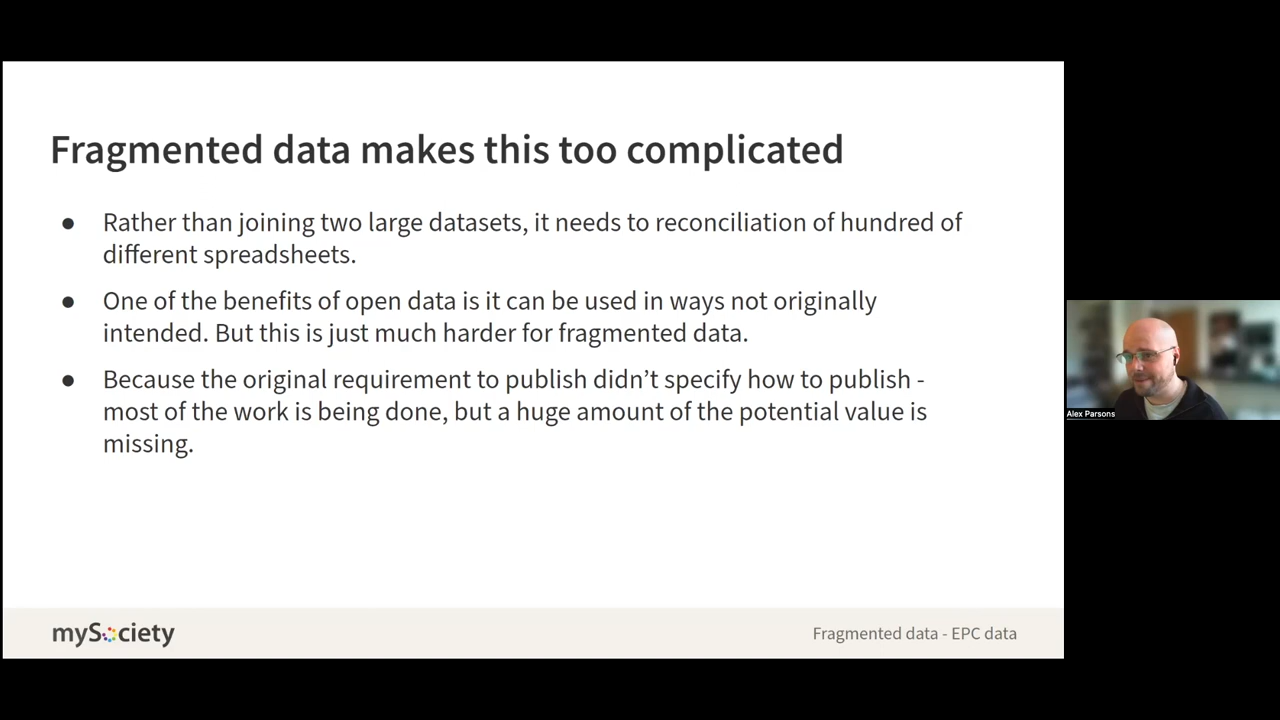 Fragmented data makes this too complicated
● Rather than joining two large datasets, it needs to reconciliation of hundred of
different spreadsheets.
● One of the benefits of open data is it can be used in ways not originally
intended. But this is just much harder for fragmented data.
● Because the original requirement to publish didn’t specify how to publish -
most of the work is being done, but a huge amount of the potential value is
missing.
Alex Parsons
mySociety
Fragmented data - EPC data